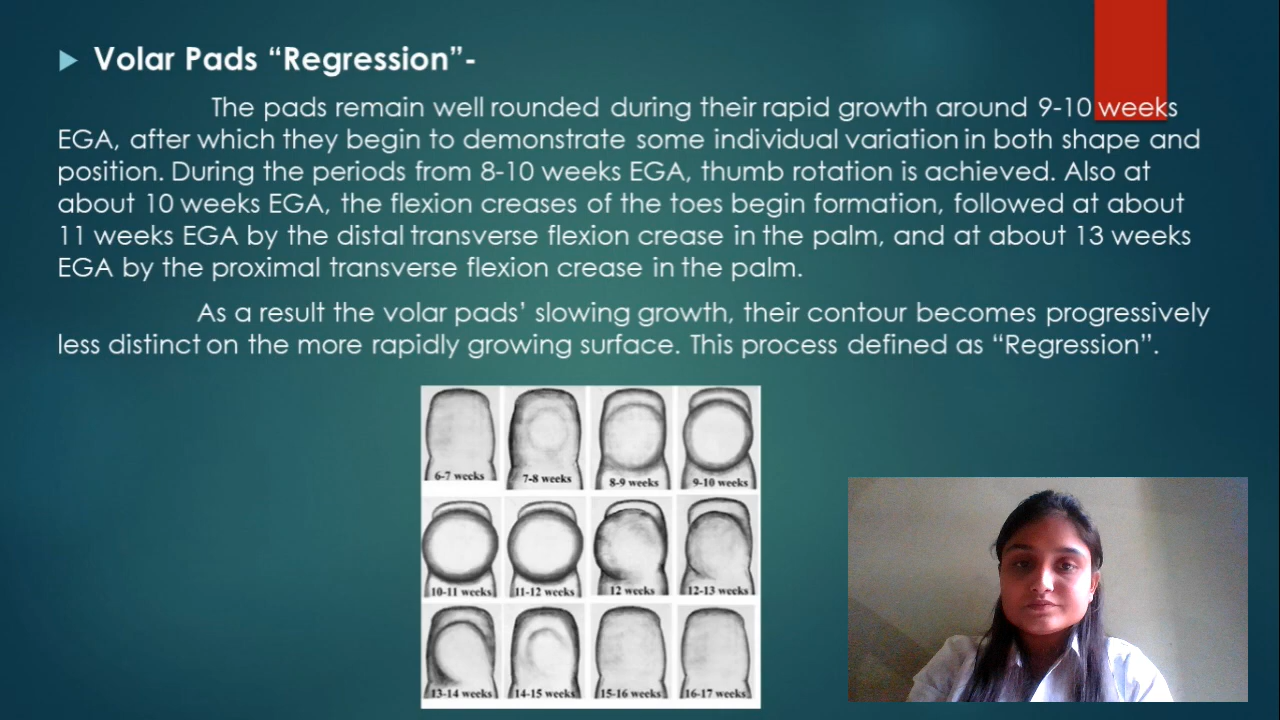 Volar Pads “Regression”-
The pads remain well rounded during their rapid growth around 9-10 weeks
EGA, after which they begin to demonstrate some individual variation in both shape and
position. During the periods from 8-10 weeks EGA, thumb rotation is achieved. Also at
about 10 weeks EGA, the flexion creases of the toes begin formation, followed at about
11 weeks EGA by the distal transverse flexion crease in the palm, and at about 13 weeks
EGA by the proximal transverse flexion crease in the palm.
As a result the volar pads’ slowing growth, their contour becomes progressively
less distinct on the more rapidly growing surface. This process defined as “Regression”.
6-7 weeks
7-8 weeks
8-9 weeks
9-10 weeks
10-11 weeks
11-12 weeks
12 weeks
12-13 weeks
13-14 weeks
14-15 weeks
15-16 weeks
16-17 weeks